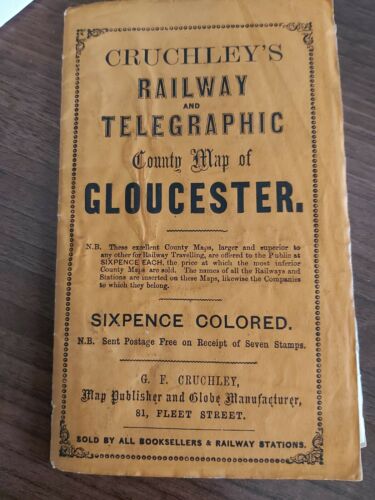 CRUCHLEY'S
RAILWAY
AND
TELEGRAPHIC
County Map of
GLOUCESTER.
N.B. These excellent County Maps, larger and superior to
any other for Railway Travelling, are offered to the Public at
SIXPENCE EACH, the price at which the most inferior
County Maps are sold. The names of all the Railways and
Stations are inserted on these Maps, likewise the Companies
to which they belong.
SIXPENCE COLORED.
N.B. Sent Postage Free on Receipt of Seven Stamps.
G. F. CRUCHLEY,
Map Publisher and Globe Manufacturer,
81, FLEET STREET.
SOLD BY ALL BOOKSELLERS & RAILWAY STATIONS.